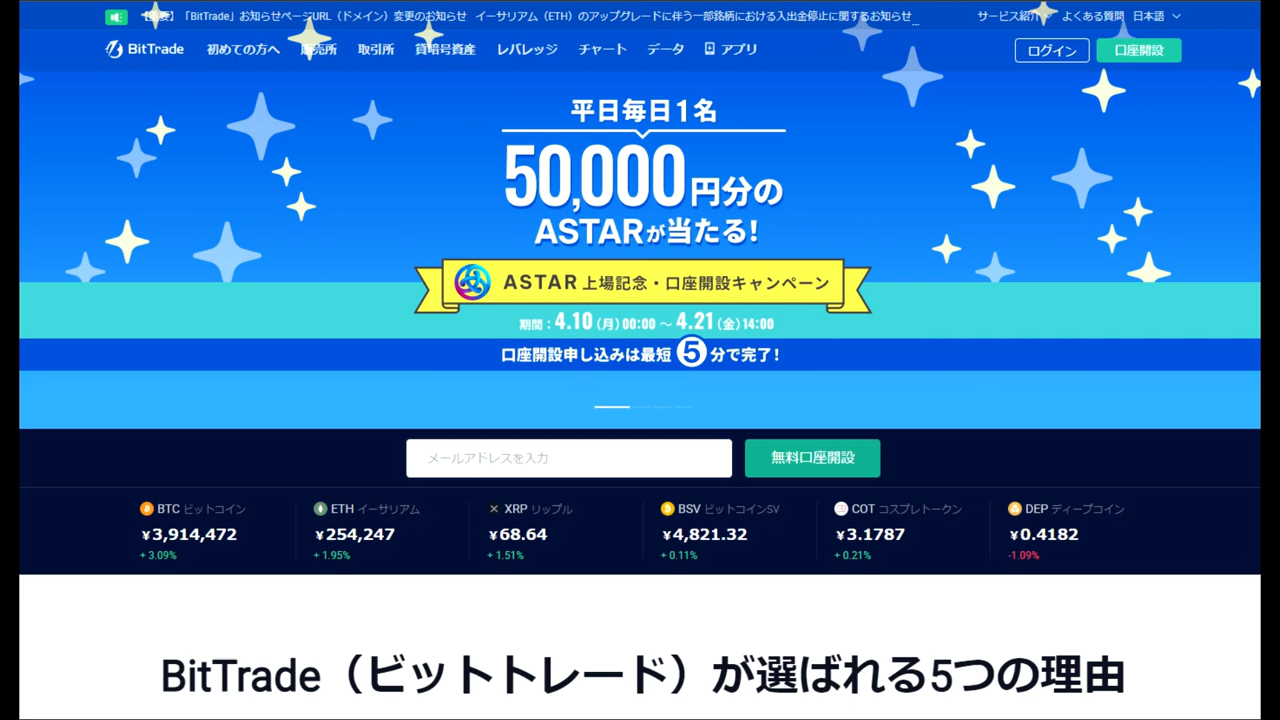 【重要】「BitTrade」お知らせページURL（ドメイン）変更のお知らせ イーサリアム（ETH）のアップグレードに伴う一部銘柄における入出金停止に関するお知らせ... サービス紹介 よくある質問 日本語
BitTrade 初めての方へ 販売所 取引所 貸暗号資産 レバレッジ チャート データ アプリ ログイン 口座開設
平日毎日1名
50,000円分の
ASTARが当たる!
ASTAR 上場記念・口座開設キャンペーン
期間：4.10（月）00:00 〜 4.21（金）14:00
口座開設申し込みは最短 5 分で完了!
メールアドレスを入力 無料口座開設
BTC ビットコイン ETH イーサリアム XRP リップル BSV ビットコインSV COT コスプレトークン DEP ディープコイン
¥3,914,472 ¥254,247 ¥68.64 ¥4,821.32 ¥3.1787 ¥0.4182
+ 3.09% + 1.95% + 1.51% + 0.11% + 0.21% -1.09%
BitTrade（ビットトレード）が選ばれる5つの理由